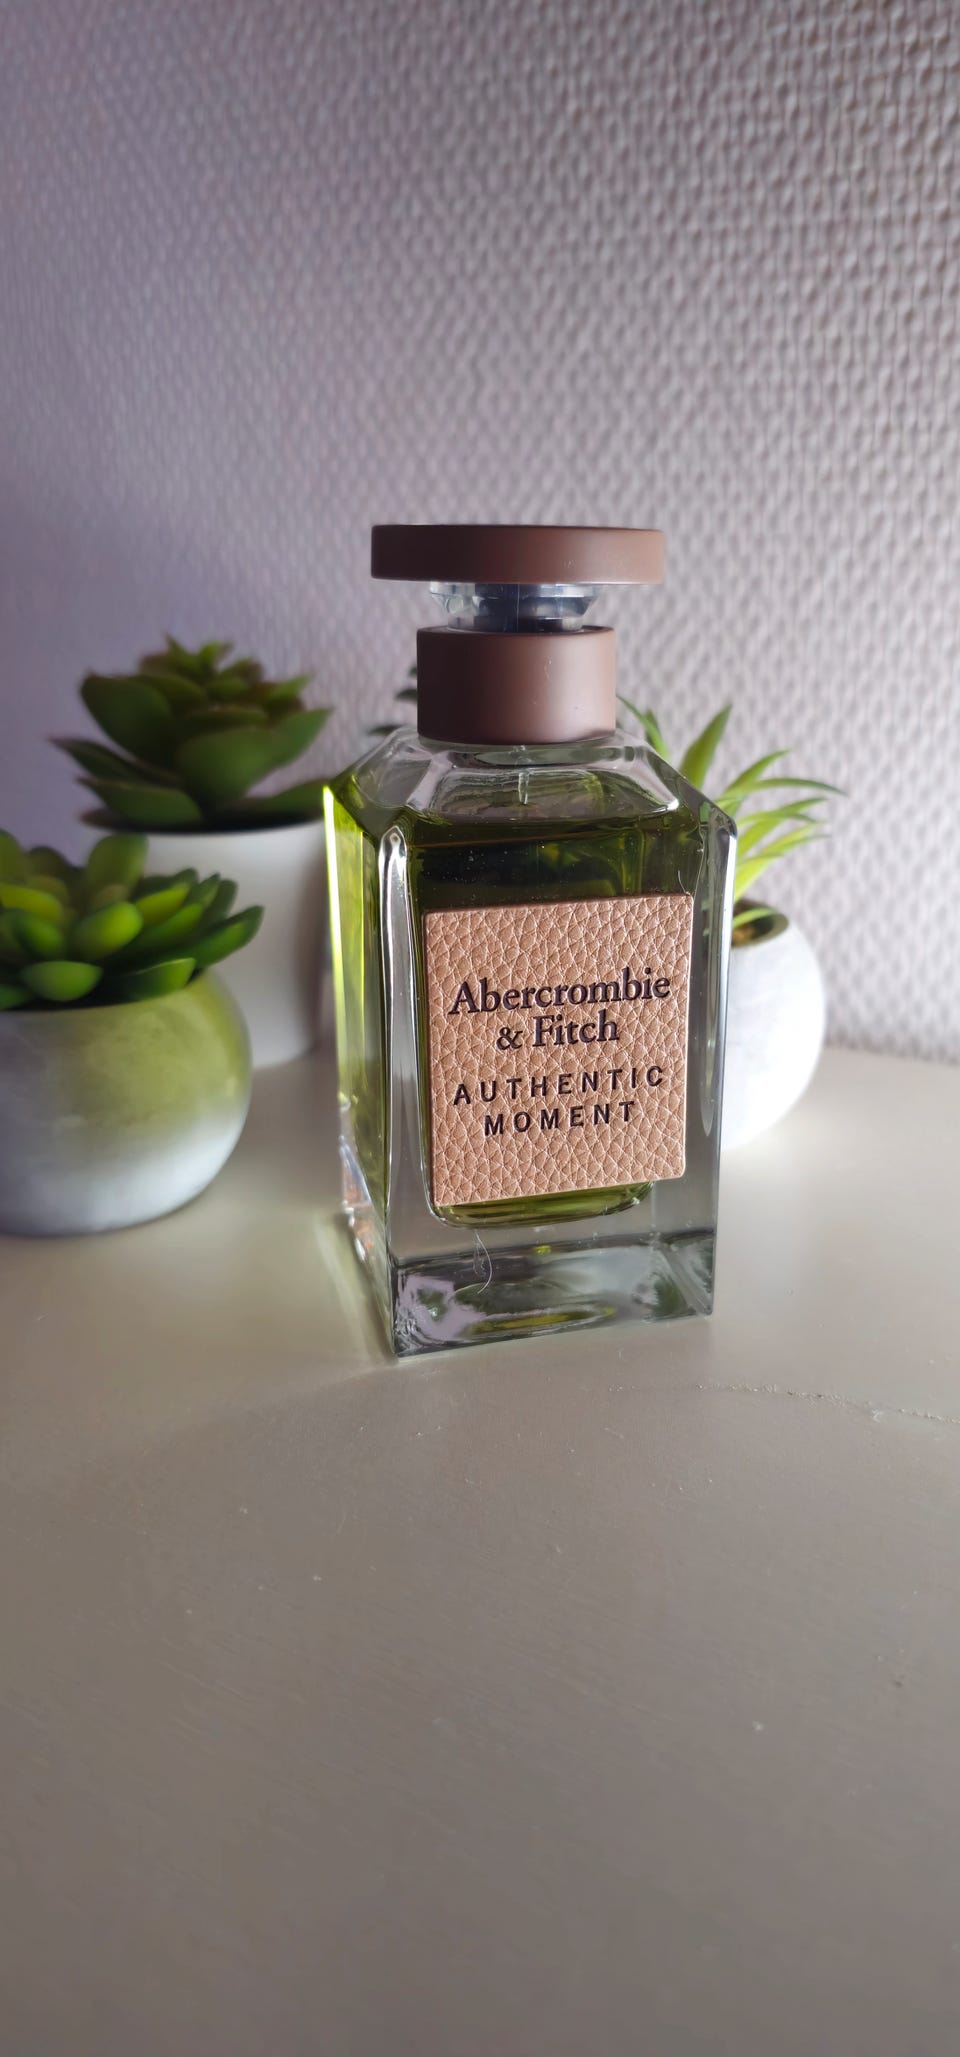 Abercrombie
& Fitch
AUTHENTIC
MOMENT